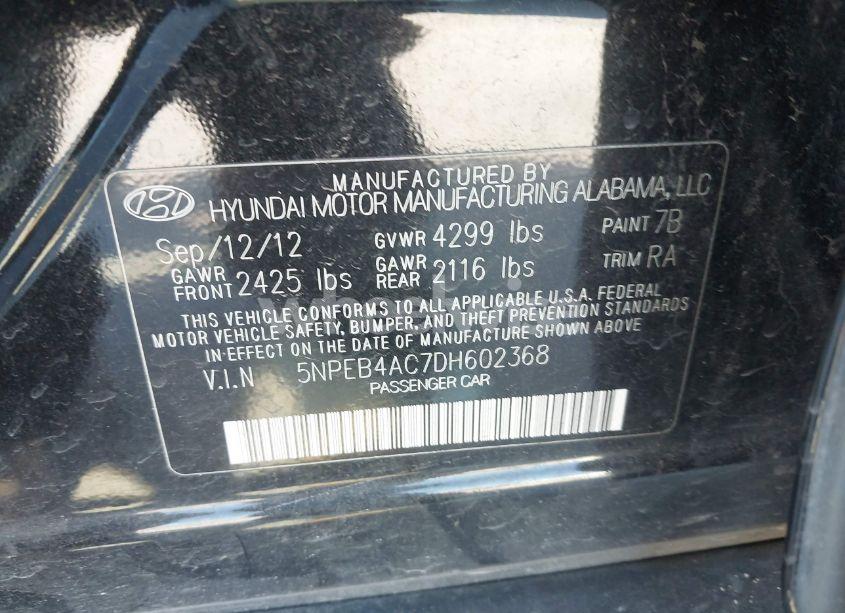 MANUFACTURED BY
HYUNDAI MOTOR MANUFACTURING ALABAMA, LLC
Sep/12/12 GVWR 4299 lbs PAINT 7B
GAWR FRONT 2425 lbs GAWR REAR 2116 lbs TRIM RA
THIS VEHICLE CONFORMS TO ALL APPLICABLE U.S.A. FEDERAL
MOTOR VEHICLE SAFETY, BUMPER, AND THEFT PREVENTION STANDARDS
IN EFFECT ON THE DATE OF MANUFACTURE SHOWN ABOVE
V.I.N 5NPEB4AC7DH602368
PASSENGER CAR